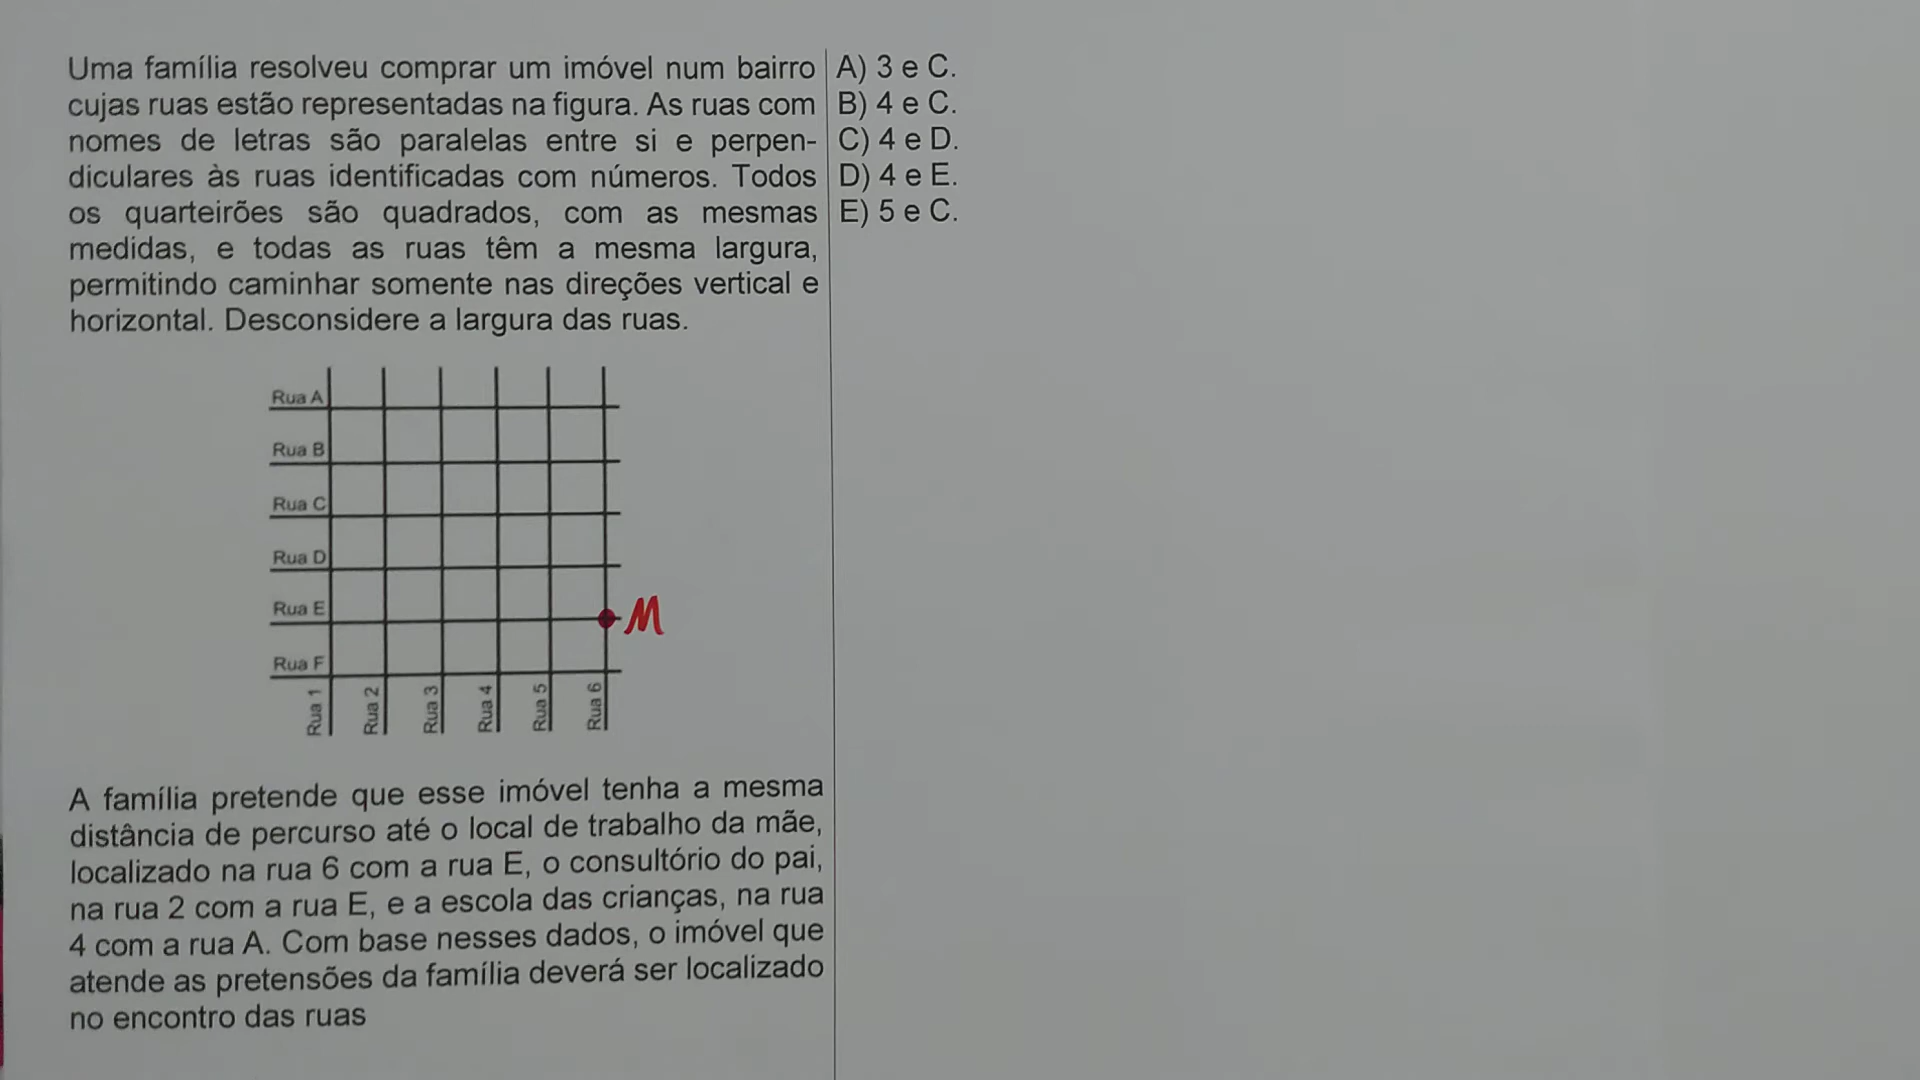 Uma família resolveu comprar um imóvel num bairro
cujas ruas estão representadas na figura. As ruas com
nomes de letras são paralelas entre si e perpen-
diculares às ruas identificadas com números. Todos
os quarteirões são quadrados, com as mesmas
medidas, e todas as ruas têm a mesma largura,
permitindo caminhar somente nas direções vertical e
horizontal. Desconsidere a largura das ruas.
Rua A
Rua B
Rua C
Rua D
Rua E
M
Rua F
Rua 1
Rua 2
Rua 3
Rua 4
Rua 5
Rua 6
A família pretende que esse imóvel tenha a mesma
distância de percurso até o local de trabalho da mãe,
localizado na rua 6 com a rua E, o consultório do pai,
na rua 2 com a rua E, e a escola das crianças, na rua
4 com a rua A. Com base nesses dados, o imóvel que
atende as pretensões da família deverá ser localizado
no encontro das ruas
A) 3 e C.
B) 4 e C.
C) 4 e D.
D) 4 e E.
E) 5 e C.